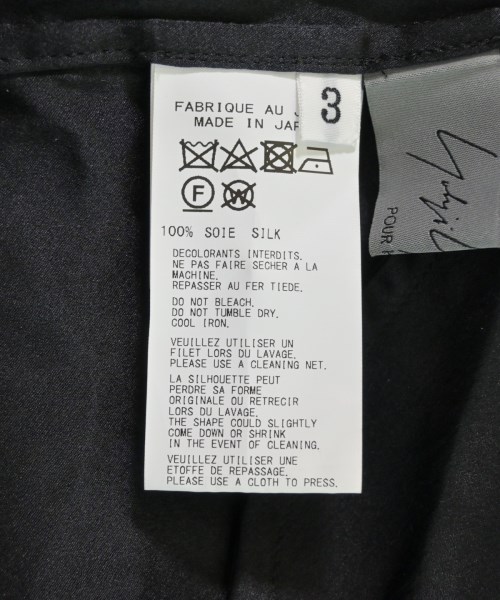 FABRIQUE AU
MADE IN
3
F
W
100% SOIE SILK
DECOLORANTS INTERDITS.
NE PAS FAIRE SECHER A LA
MACHINE.
REPASSER AU FER TIEDE.
DO NOT BLEACH.
DO NOT TUMBLE DRY.
COOL IRON.
VEUILLEZ UTILISER UN
FILET LORS DU LAVAGE.
PLEASE USE A CLEANING NET.
LA SILHOUETTE PEUT
PERDRE SA FORME
ORIGINALE OU RETRECIR
LORS DU LAVAGE.
THE SHAPE COULD SLIGHTLY
COME DOWN OR SHRINK
IN THE EVENT OF CLEANING.
VEUILLEZ UTILISER UNE
ETOFFE DE REPASSAGE.
PLEASE USE A CLOTH TO PRESS.
POUR